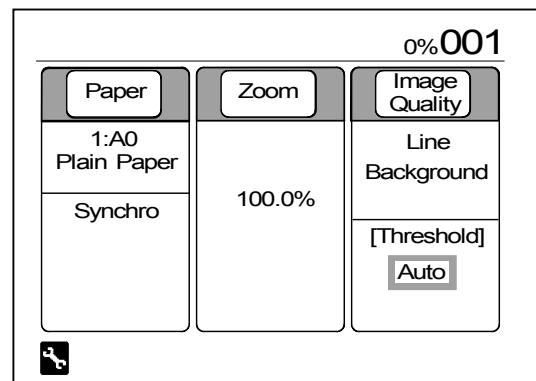 0% 001
Paper
1:A0
Plain Paper
Synchro
Zoom
100.0%
Image
Quality
Line
Background
[Threshold]
Auto